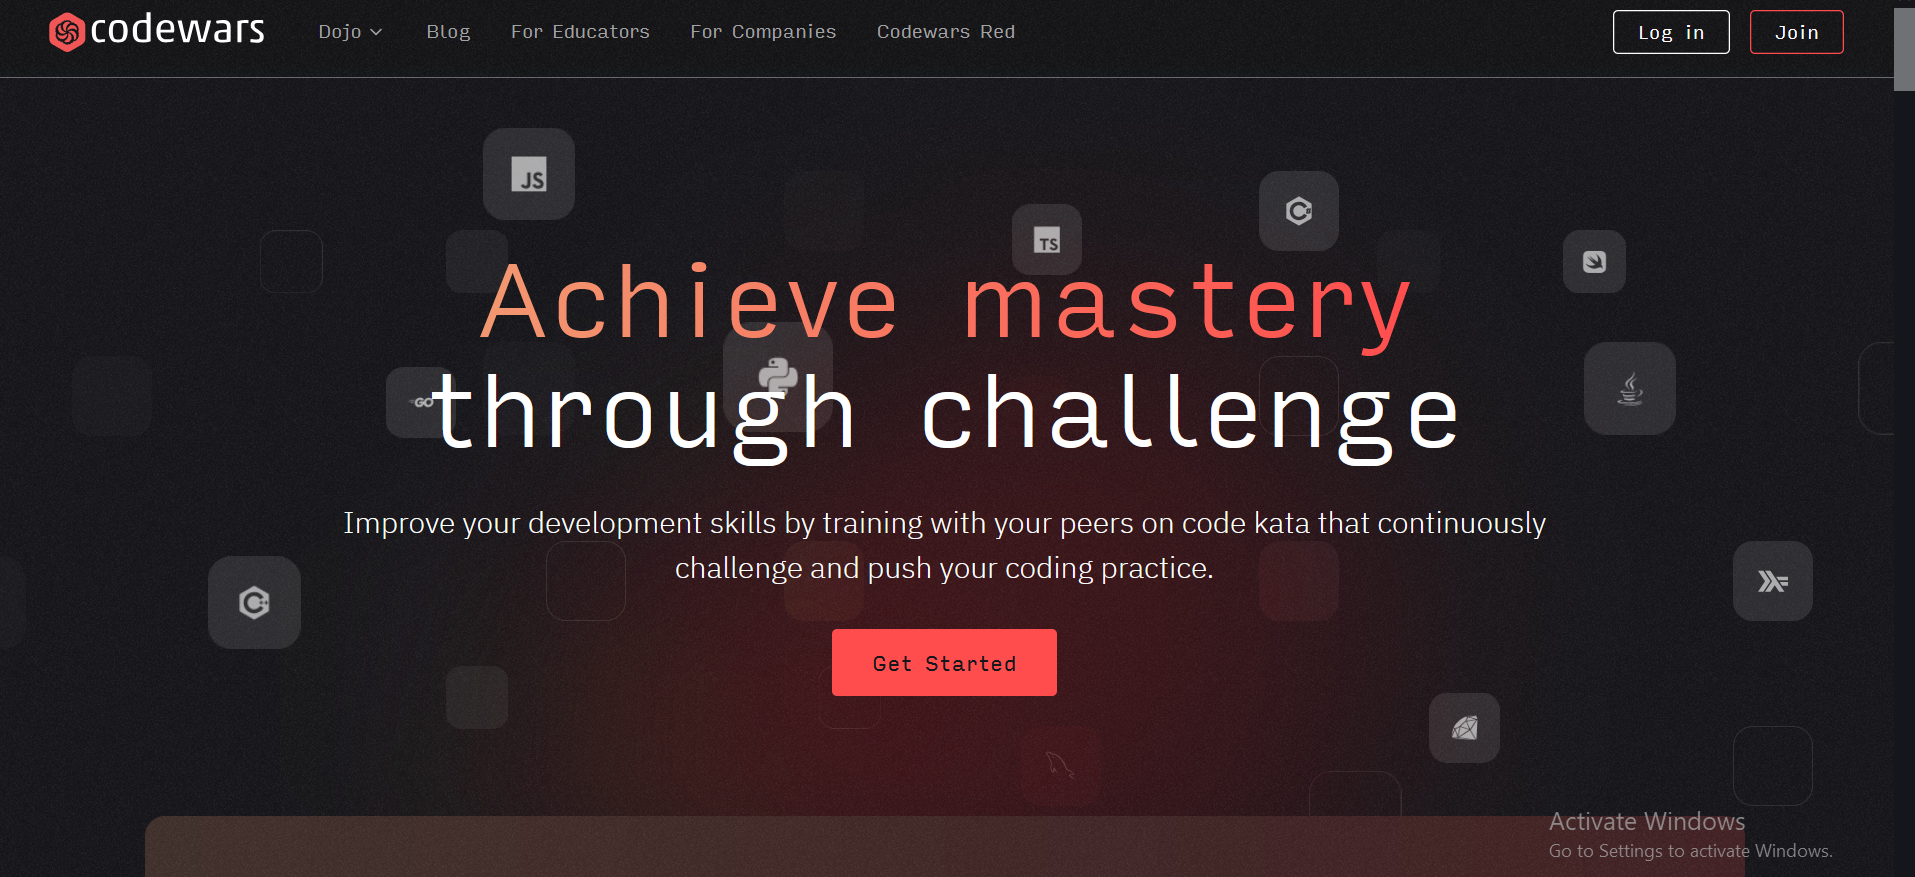 codewars
Dojo Blog For Educators For Companies Codewars Red Log in Join
JS
TS
C#
Achieve mastery
GO
through challenge
Improve your development skills by training with your peers on code kata that continuously
challenge and push your coding practice.
C++
Get Started
Activate Windows
Go to Settings to activate Windows.